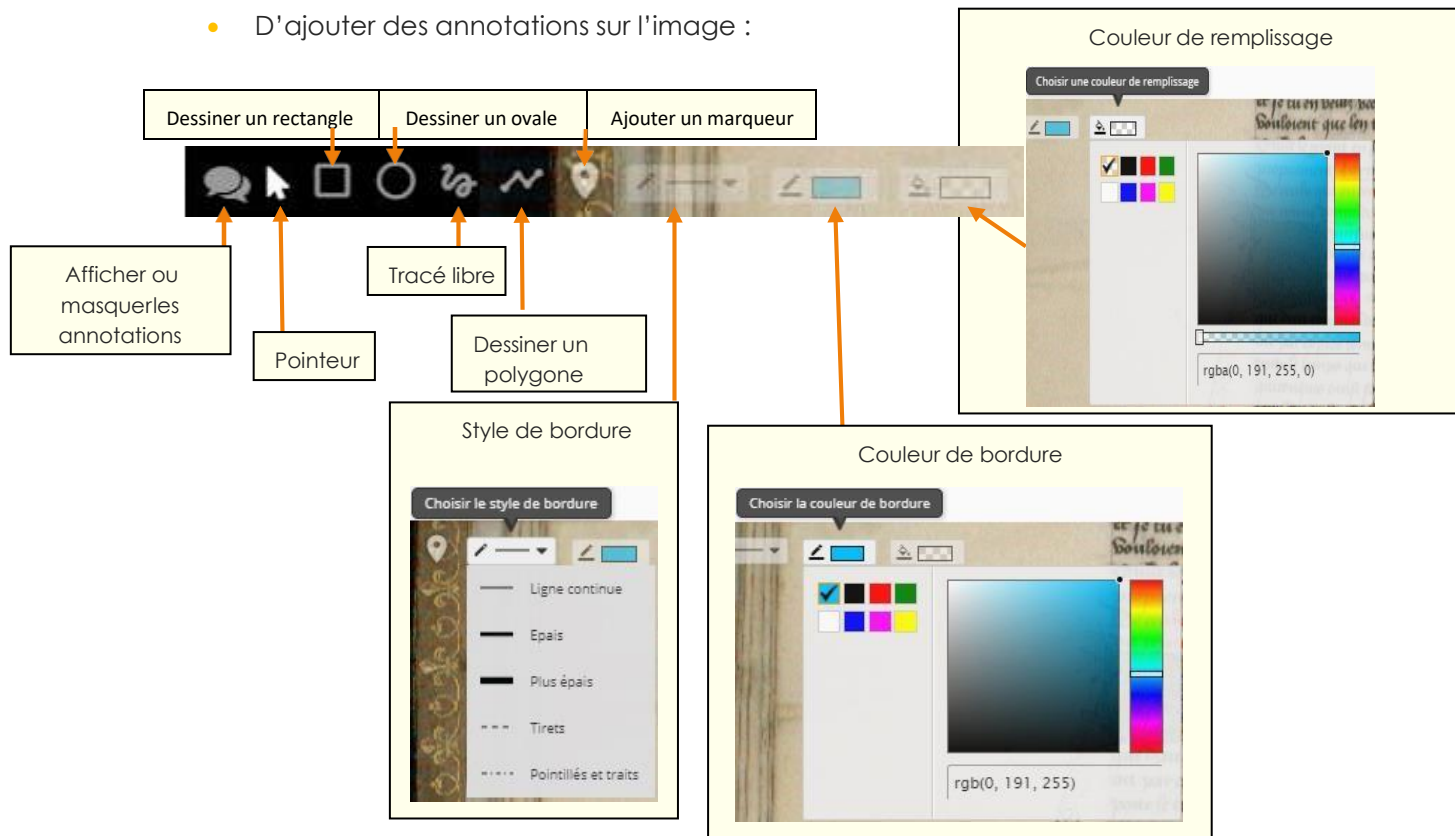 D’ajouter des annotations sur l’image :
Dessiner un rectangle
Dessiner un ovale
Ajouter un marqueur
Afficher ou
masquerles
annotations
Pointeur
Tracé libre
Dessiner un
polygone
Couleur de remplissage
Choisir une couleur de remplissage
rgba(0, 191, 255, 0)
Style de bordure
Choisir le style de bordure
Ligne continue
Epais
Plus épais
Tirets
Pointillés et traits
Couleur de bordure
Choisir la couleur de bordure
rgb(0, 191, 255)